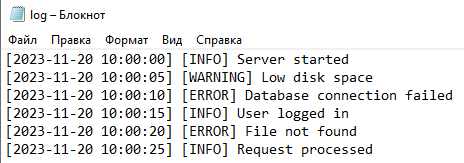 log – Блокнот
Файл Правка Формат Вид Справка
[2023-11-20 10:00:00] [INFO] Server started
[2023-11-20 10:00:05] [WARNING] Low disk space
[2023-11-20 10:00:10] [ERROR] Database connection failed
[2023-11-20 10:00:15] [INFO] User logged in
[2023-11-20 10:00:20] [ERROR] File not found
[2023-11-20 10:00:25] [INFO] Request processed